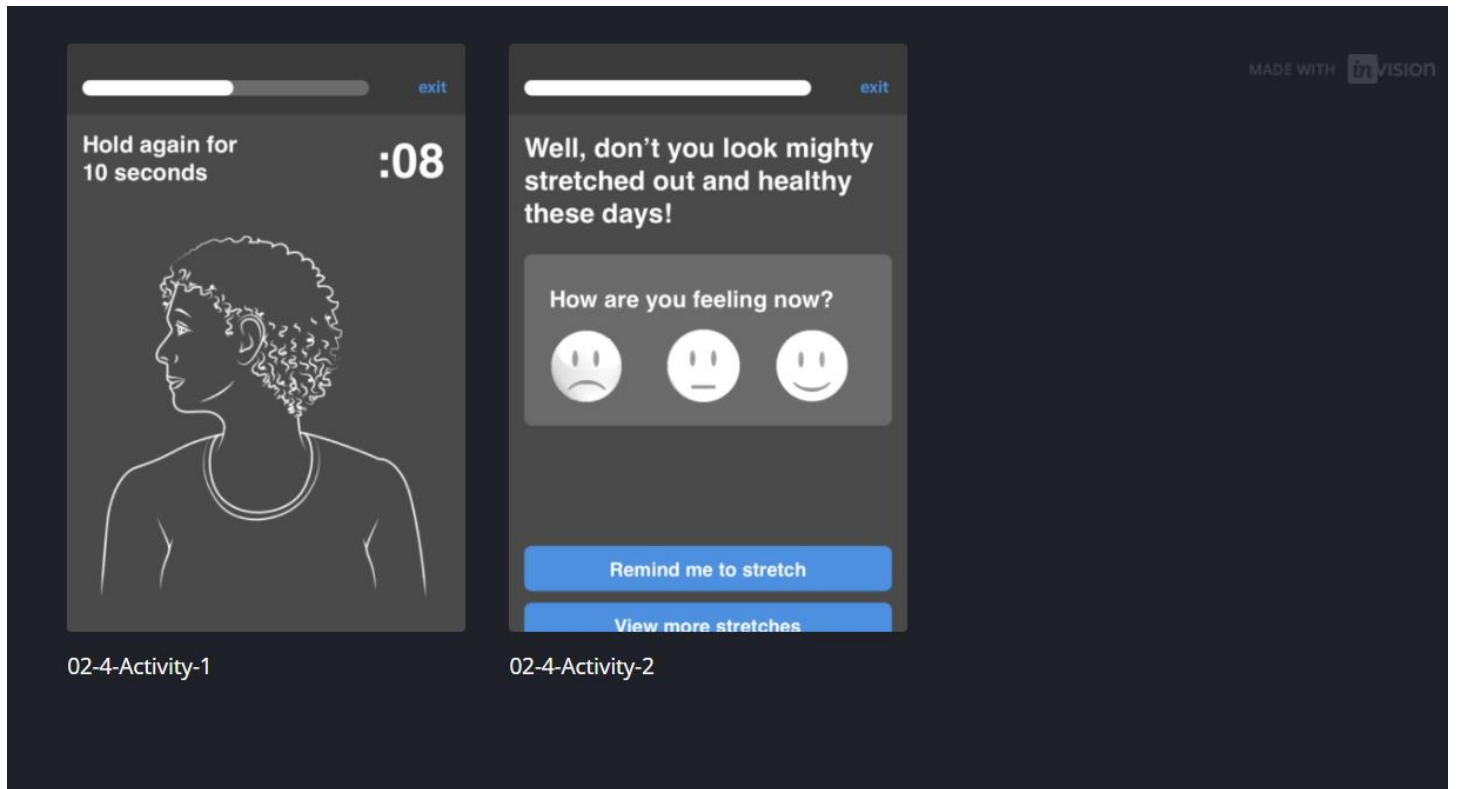 MADE WITH inVISION
exit
Hold again for
10 seconds
:08
exit
Well, don’t you look mighty
stretched out and healthy
these days!
How are you feeling now?
Remind me to stretch
View more stretches
02-4-Activity-1
02-4-Activity-2